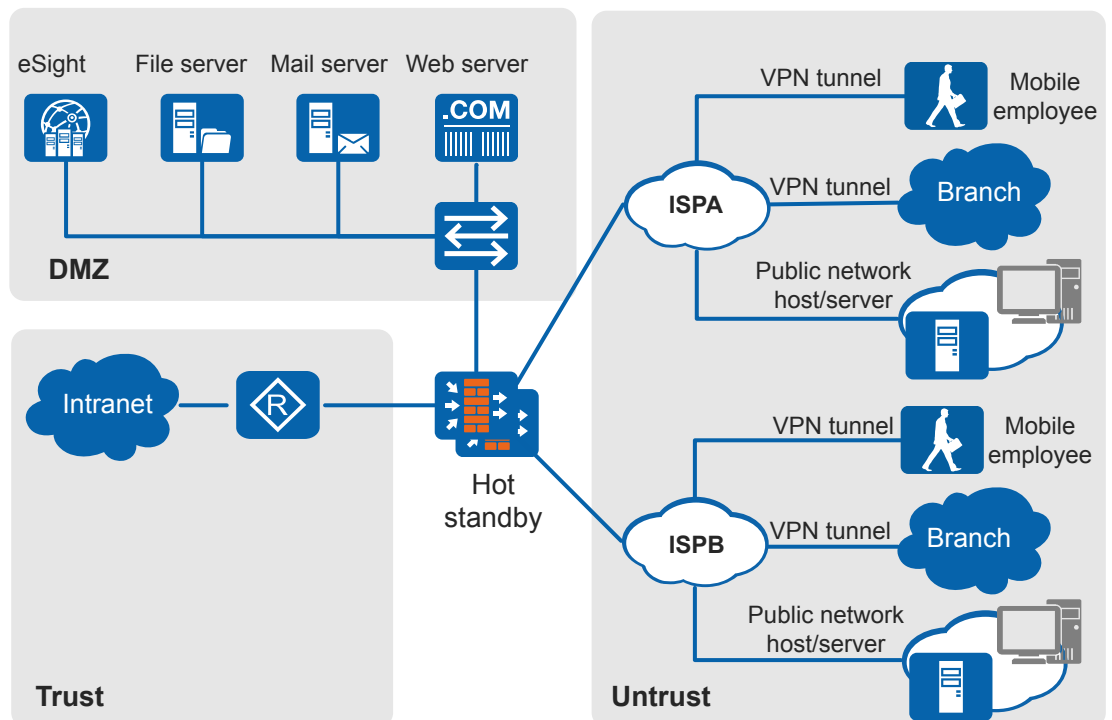 eSight
File server
Mail server
Web server
.COM
DMZ
Intranet
R
Hot
standby
Trust
VPN tunnel
Mobile
employee
ISPA
VPN tunnel
Branch
Public network
host/server
VPN tunnel
Mobile
employee
ISPB
VPN tunnel
Branch
Public network
host/server
Untrust